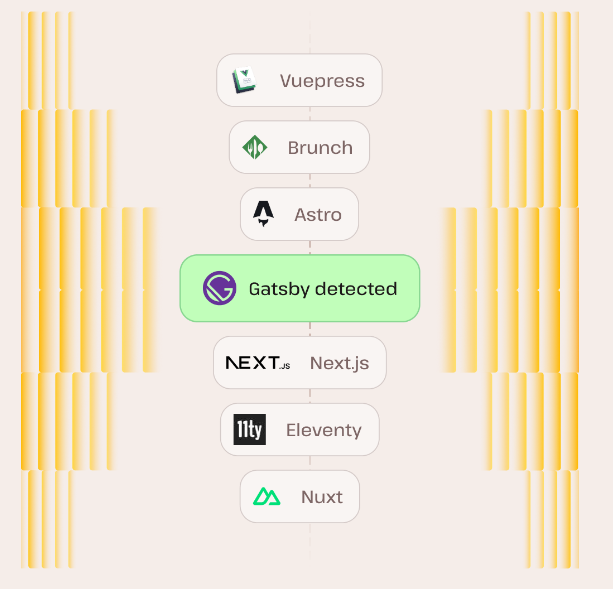 Vuepress
Brunch
Astro
Gatsby detected
NEXT.JS Next.js
11ty Eleventy
Nuxt